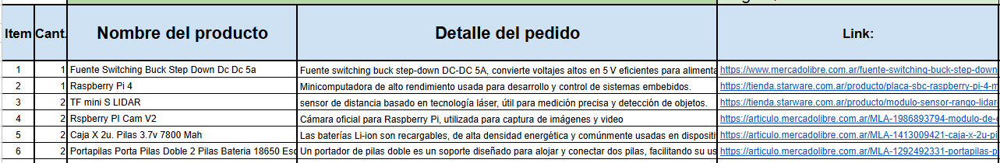 Item Cant. Nombre del producto Detalle del pedido Link:
1 1 Fuente Switching Buck Step Down Dc Dc 5a Fuente switching buck step-down DC-DC 5A, convierte voltajes altos en 5 V eficientes para alimenta https://www.mercadolibre.com.ar/fuente-switching-buck-step-down
2 1 Raspberry Pi 4 Minicomputadora de alto rendimiento usada para desarrollo y control de sistemas embebidos. https://tienda.starware.com.ar/producto/placa-sbc-raspberry-pi-4-m
3 2 TF mini S LIDAR sensor de distancia basado en tecnología láser, útil para medición precisa y detección de objetos. https://tienda.starware.com.ar/producto/modulo-sensor-rango-lidar
4 2 Rspberry PI Cam V2 Cámara oficial para Raspberry Pi, utilizada para captura de imágenes y video https://articulo.mercadolibre.com.ar/MLA-1986893794-modulo-de-
5 2 Caja X 2u. Pilas 3.7v 7800 Mah Las baterías Li-ion son recargables, de alta densidad energética y comúnmente usadas en dispositi https://articulo.mercadolibre.com.ar/MLA-1413009421-caja-x-2u-pi
6 2 Portapilas Porta Pilas Doble 2 Pilas Bateria 18650 Esc Un portador de pilas doble es un soporte diseñado para alojar y conectar dos pilas, facilitando su us https://articulo.mercadolibre.com.ar/MLA-1292492331-portapilas-p